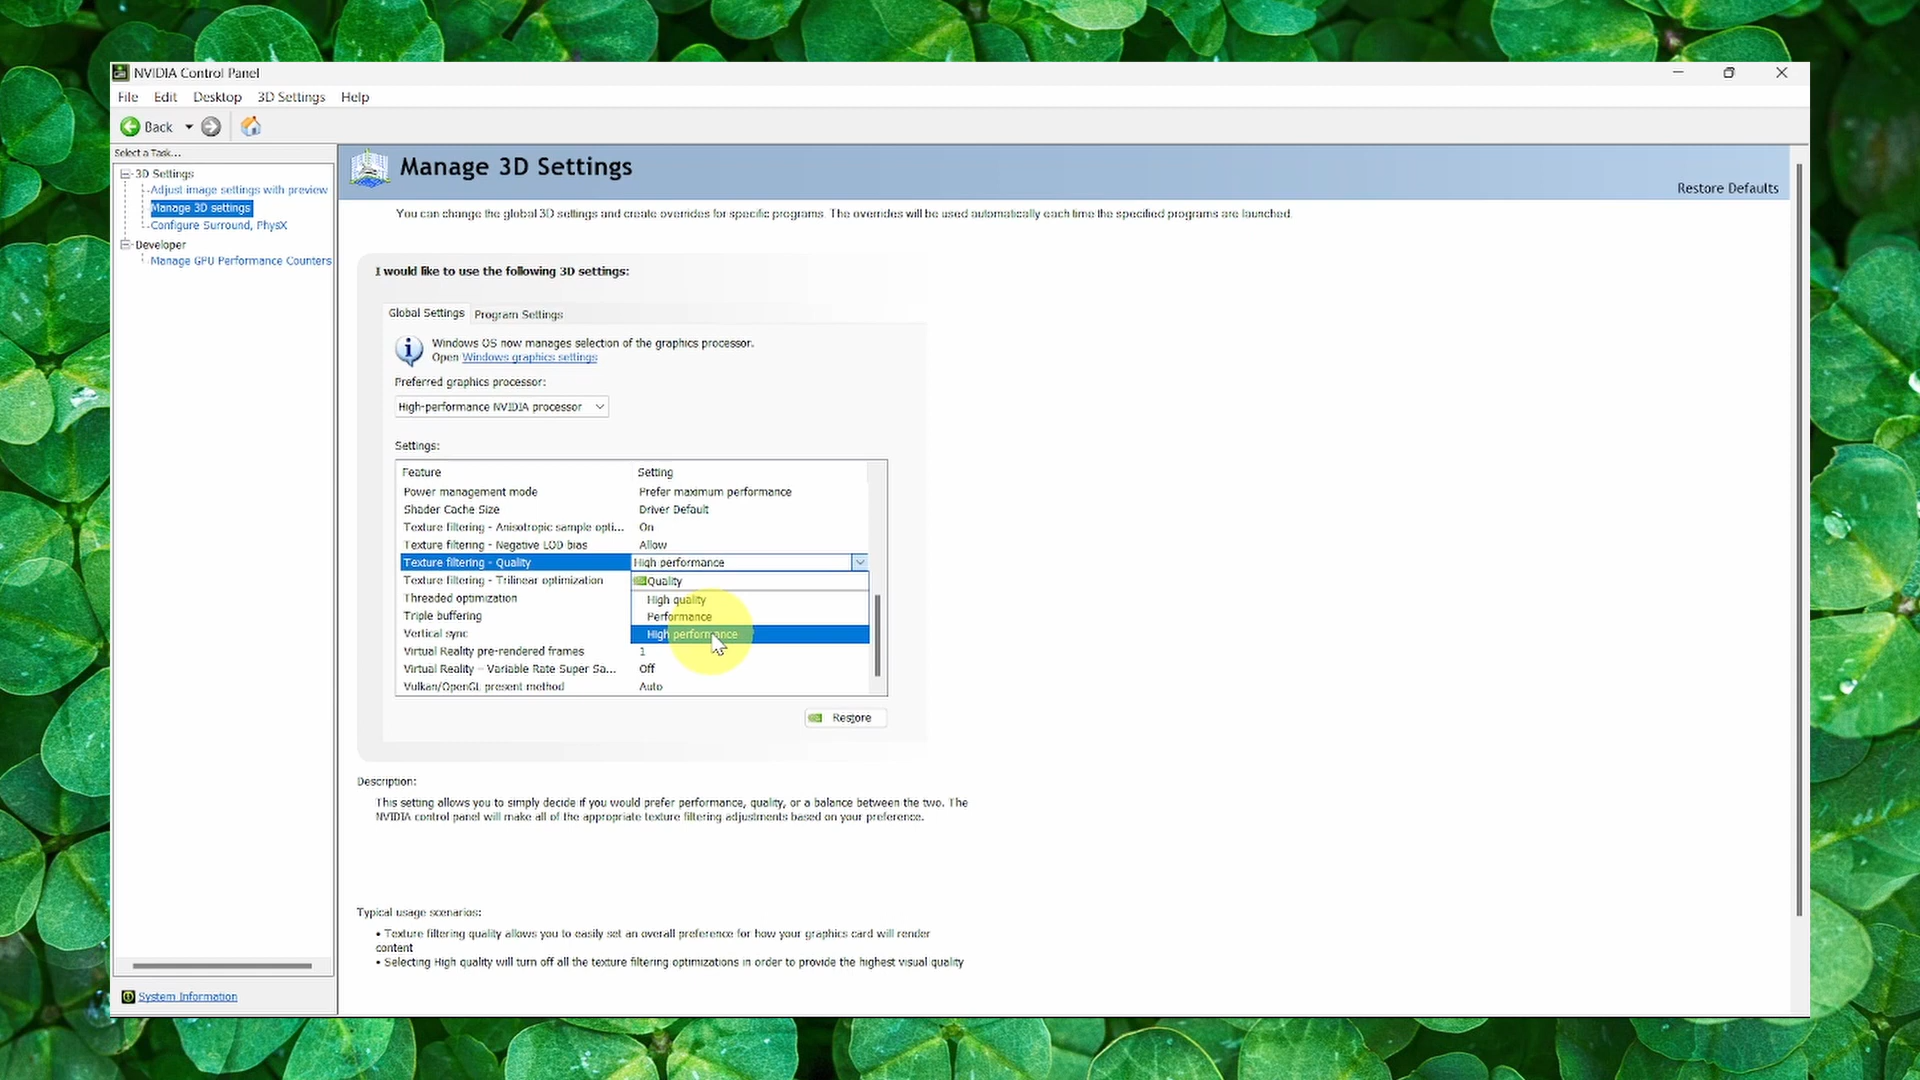 NVIDIA Control Panel
File Edit Desktop 3D Settings Help
Back
Select a Task...
3D Settings
Adjust image settings with preview
Manage 3D settings
Configure Surround, PhysX
Developer
Manage GPU Performance Counters
System Information
Manage 3D Settings
Restore Defaults
You can change the global 3D settings and create overrides for specific programs. The overrides will be used automatically each time the specified programs are launched.
I would like to use the following 3D settings:
Global Settings Program Settings
Windows OS now manages selection of the graphics processor.
Open Windows graphics settings
Preferred graphics processor:
High-performance NVIDIA processor
Settings:
Feature Setting
Power management mode Prefer maximum performance
Shader Cache Size Driver Default
Texture filtering - Anisotropic sample opti... On
Texture filtering - Negative LOD bias Allow
Texture filtering - Quality High performance
Texture filtering - Trilinear optimization Quality
Threaded optimization High quality
Triple buffering Performance
Vertical sync High performance
Virtual Reality pre-rendered frames 1
Virtual Reality - Variable Rate Super Sa... Off
Vulkan/OpenGL present method Auto
Restore
Description:
This setting allows you to simply decide if you would prefer performance, quality, or a balance between the two. The
NVIDIA control panel will make all of the appropriate texture filtering adjustments based on your preference.
Typical usage scenarios:
• Texture filtering quality allows you to easily set an overall preference for how your graphics card will render
content
• Selecting High quality will turn off all the texture filtering optimizations in order to provide the highest visual quality